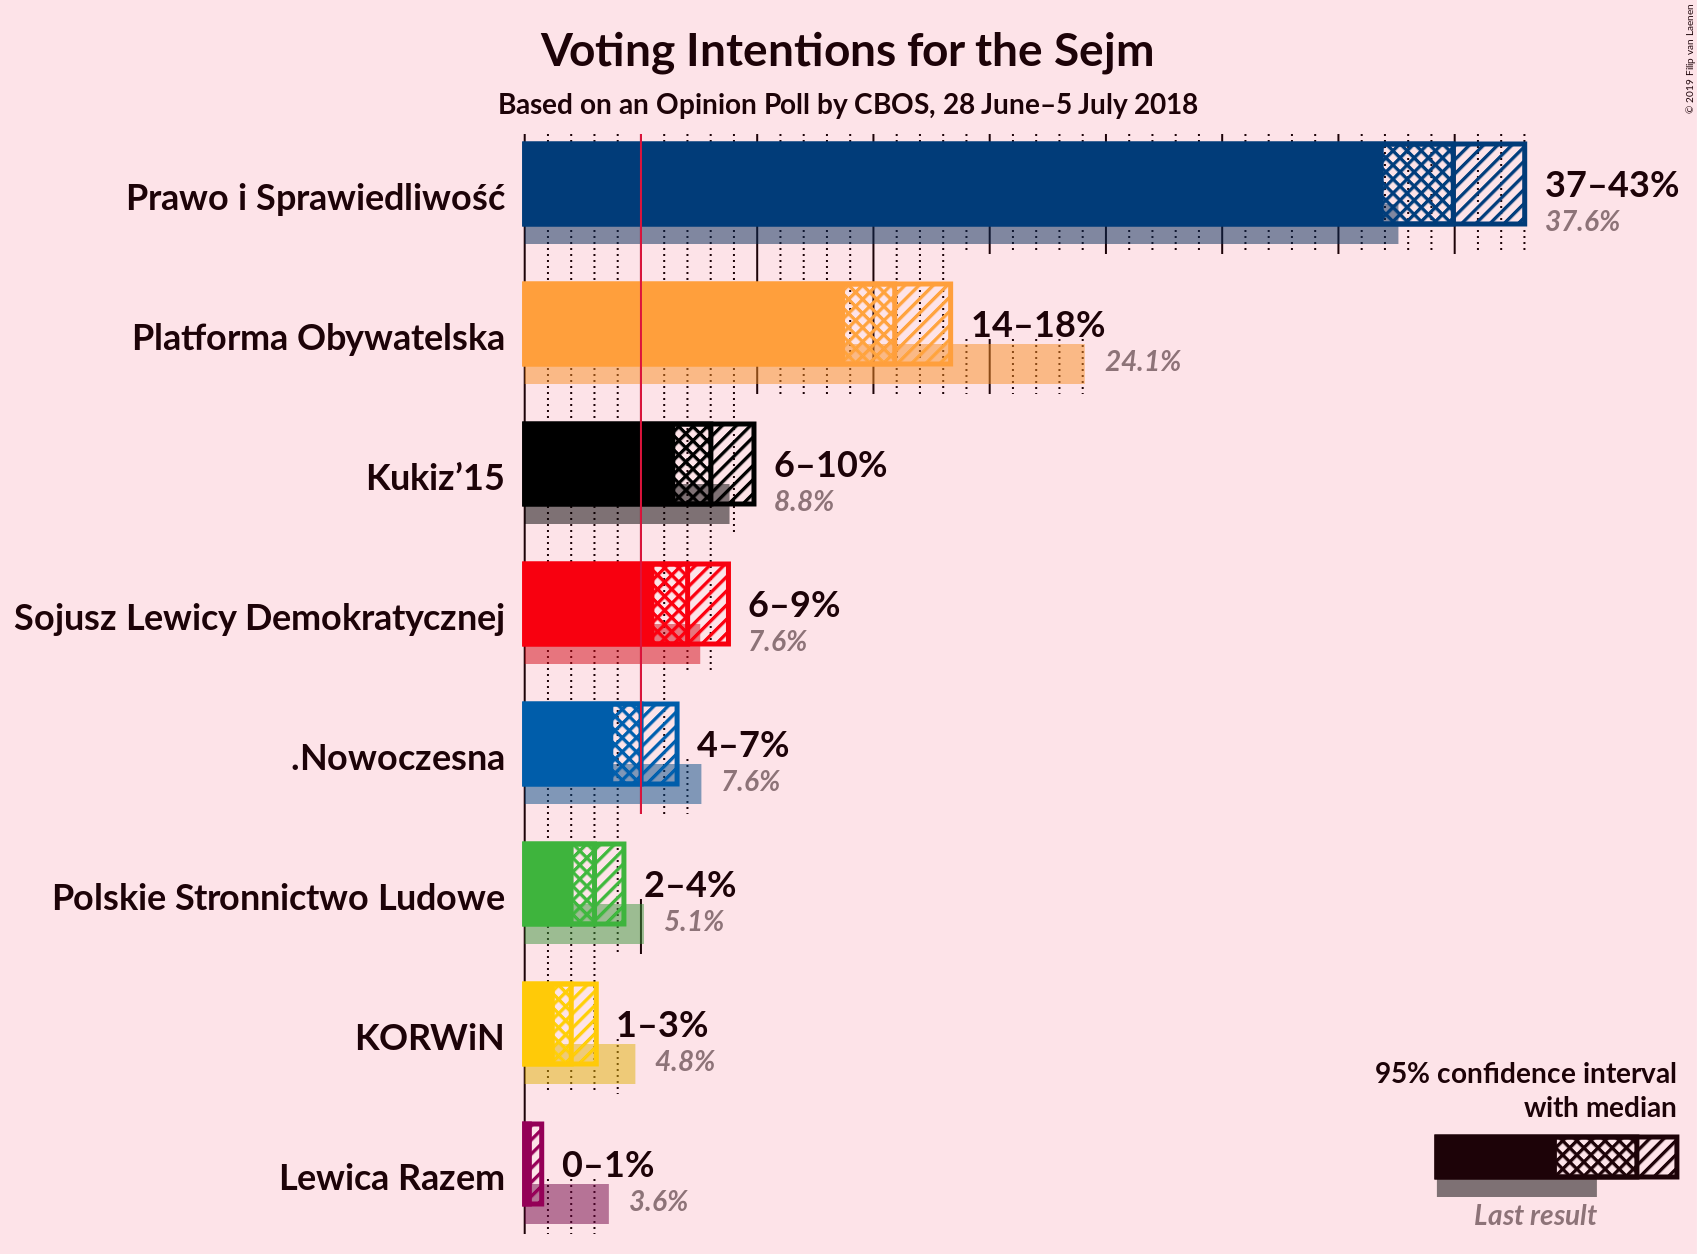 Voting Intentions for the Sejm
Based on an Opinion Poll by CBOS, 28 June–5 July 2018
© 2019 Filip van Laenen
Prawo i Sprawiedliwość
37–43%
37.6%
Platforma Obywatelska
14–18%
24.1%
Kukiz’15
6–10%
8.8%
Sojusz Lewicy Demokratycznej
6–9%
7.6%
.Nowoczesna
4–7%
7.6%
Polskie Stronnictwo Ludowe
2–4%
5.1%
KORWiN
1–3%
4.8%
Lewica Razem
0–1%
3.6%
95% confidence interval
with median
Last result